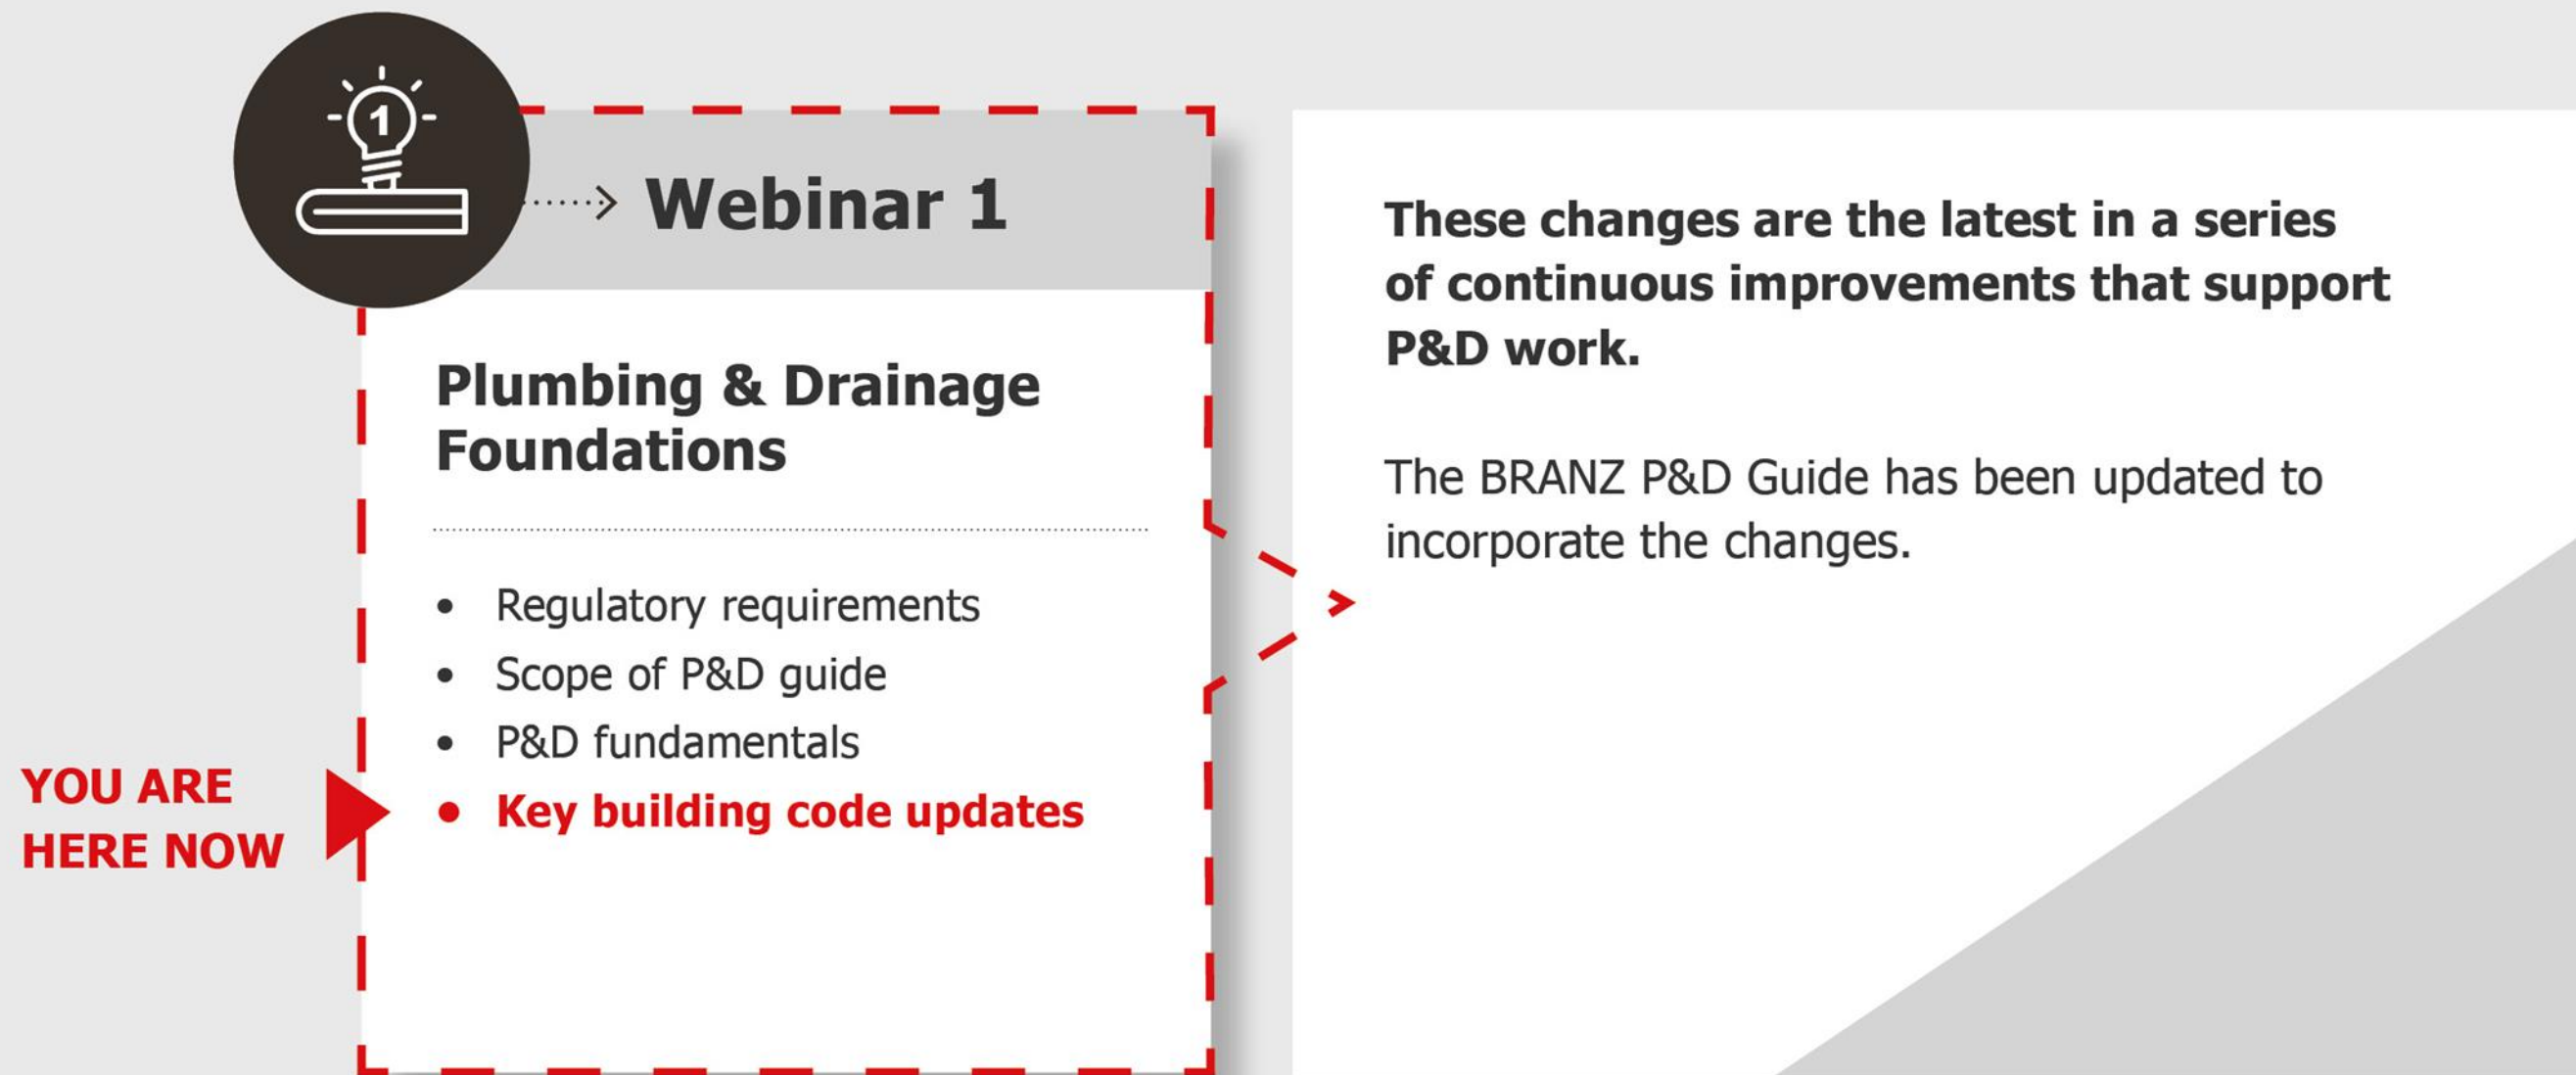 1
Webinar 1
Plumbing & Drainage
Foundations
• Regulatory requirements
• Scope of P&D guide
• P&D fundamentals
• Key building code updates
YOU ARE
HERE NOW
These changes are the latest in a series
of continuous improvements that support
P&D work.
The BRANZ P&D Guide has been updated to
incorporate the changes.